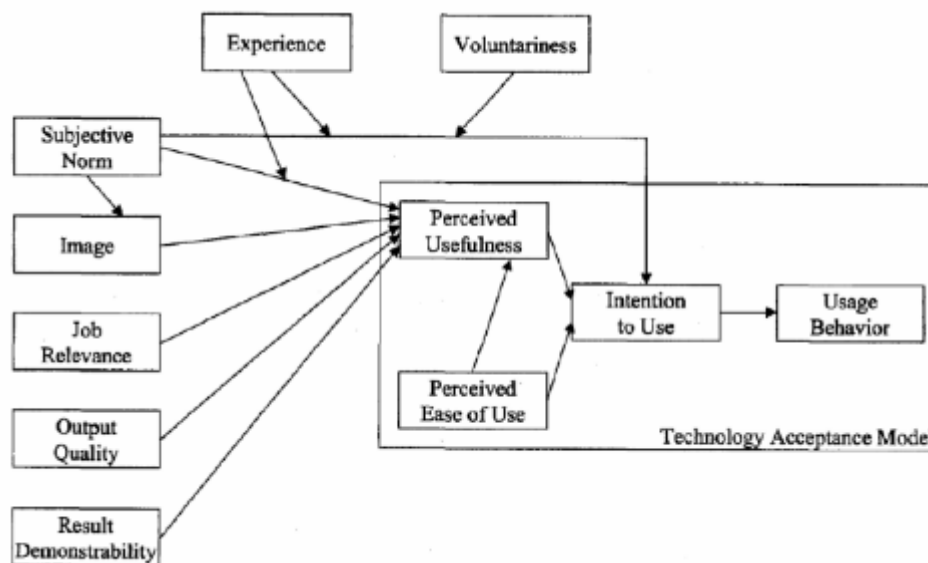 Experience
Voluntariness
Subjective
Norm
Image
Perceived
Usefulness
Job
Relevance
Intention
to Use
Usage
Behavior
Perceived
Ease of Use
Output
Quality
Technology Acceptance Model
Result
Demonstrability